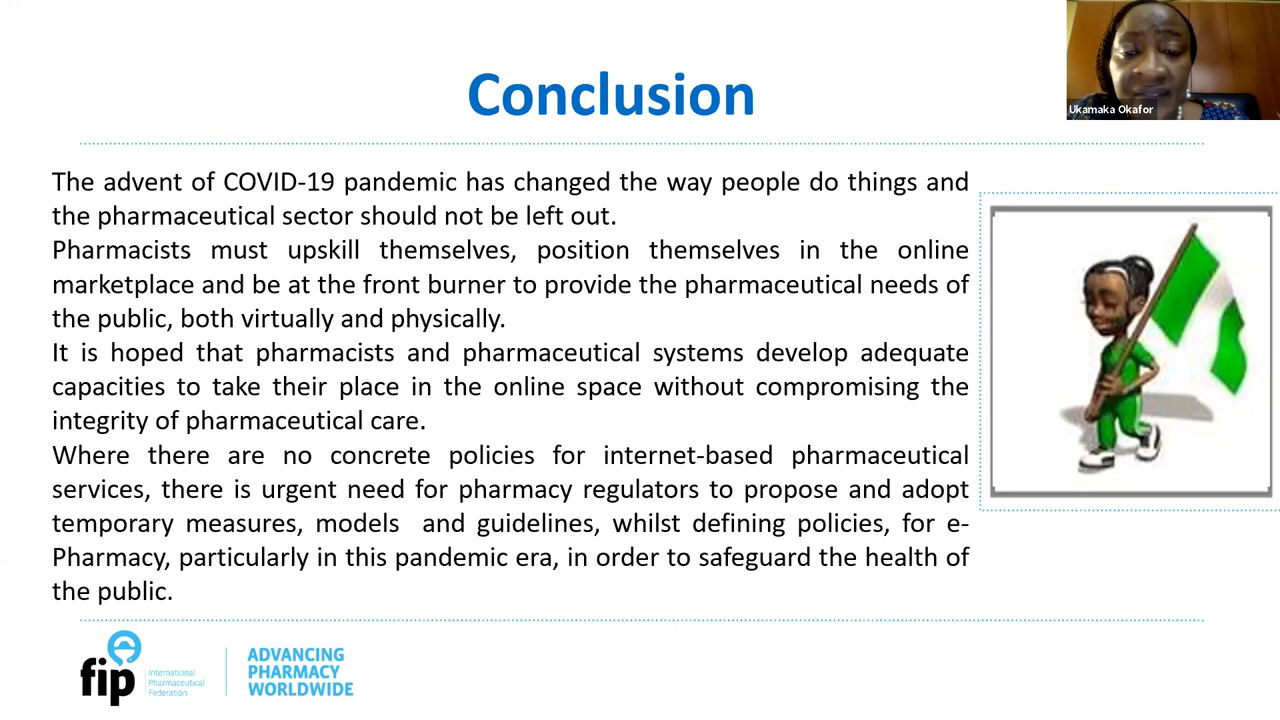 Conclusion
Ukamaka Okafor
The advent of COVID-19 pandemic has changed the way people do things and
the pharmaceutical sector should not be left out.
Pharmacists must upskill themselves, position themselves in the online
marketplace and be at the front burner to provide the pharmaceutical needs of
the public, both virtually and physically.
It is hoped that pharmacists and pharmaceutical systems develop adequate
capacities to take their place in the online space without compromising the
integrity of pharmaceutical care.
Where there are no concrete policies for internet-based pharmaceutical
services, there is urgent need for pharmacy regulators to propose and adopt
temporary measures, models  and guidelines, whilst defining policies, for e-
Pharmacy, particularly in this pandemic era, in order to safeguard the health of
the public.
fip
International
Pharmaceutical
Federation
ADVANCING
PHARMACY
WORLDWIDE